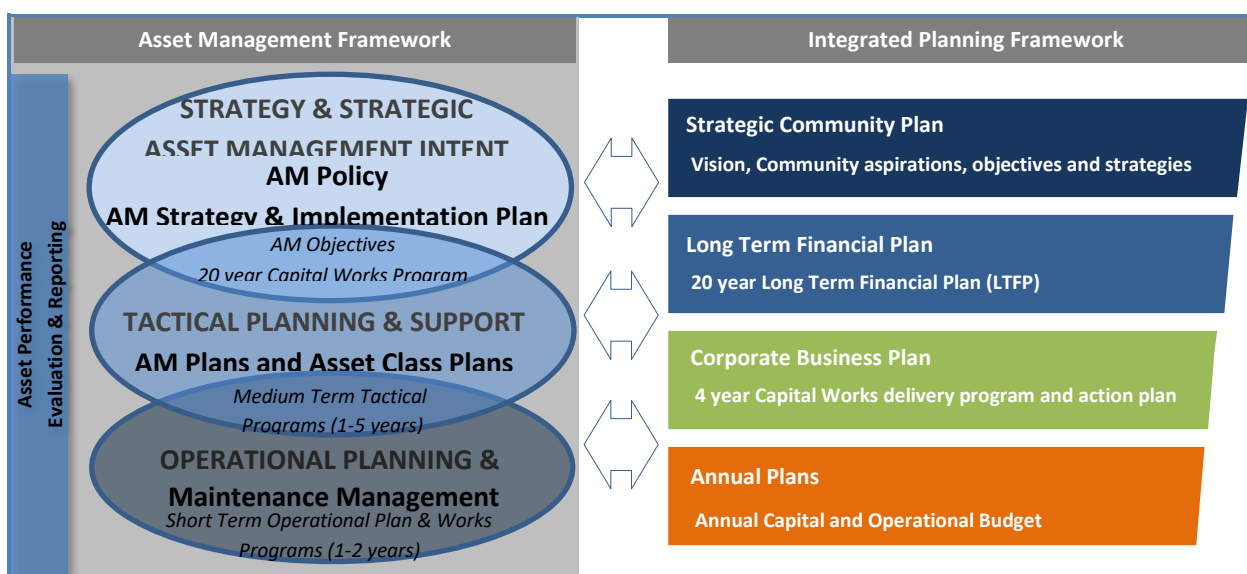 Asset Management Framework
Asset Performance
Evaluation & Reporting
STRATEGY & STRATEGIC
ASSET MANAGEMENT INTENT
AM Policy
AM Strategy & Implementation Plan
AM Objectives
20 year Capital Works Program
TACTICAL PLANNING & SUPPORT
AM Plans and Asset Class Plans
Medium Term Tactical
Programs (1-5 years)
OPERATIONAL PLANNING &
Maintenance Management
Short Term Operational Plan & Works
Programs (1-2 years)
Integrated Planning Framework
Strategic Community Plan
Vision, Community aspirations, objectives and strategies
Long Term Financial Plan
20 year Long Term Financial Plan (LTFP)
Corporate Business Plan
4 year Capital Works delivery program and action plan
Annual Plans
Annual Capital and Operational Budget